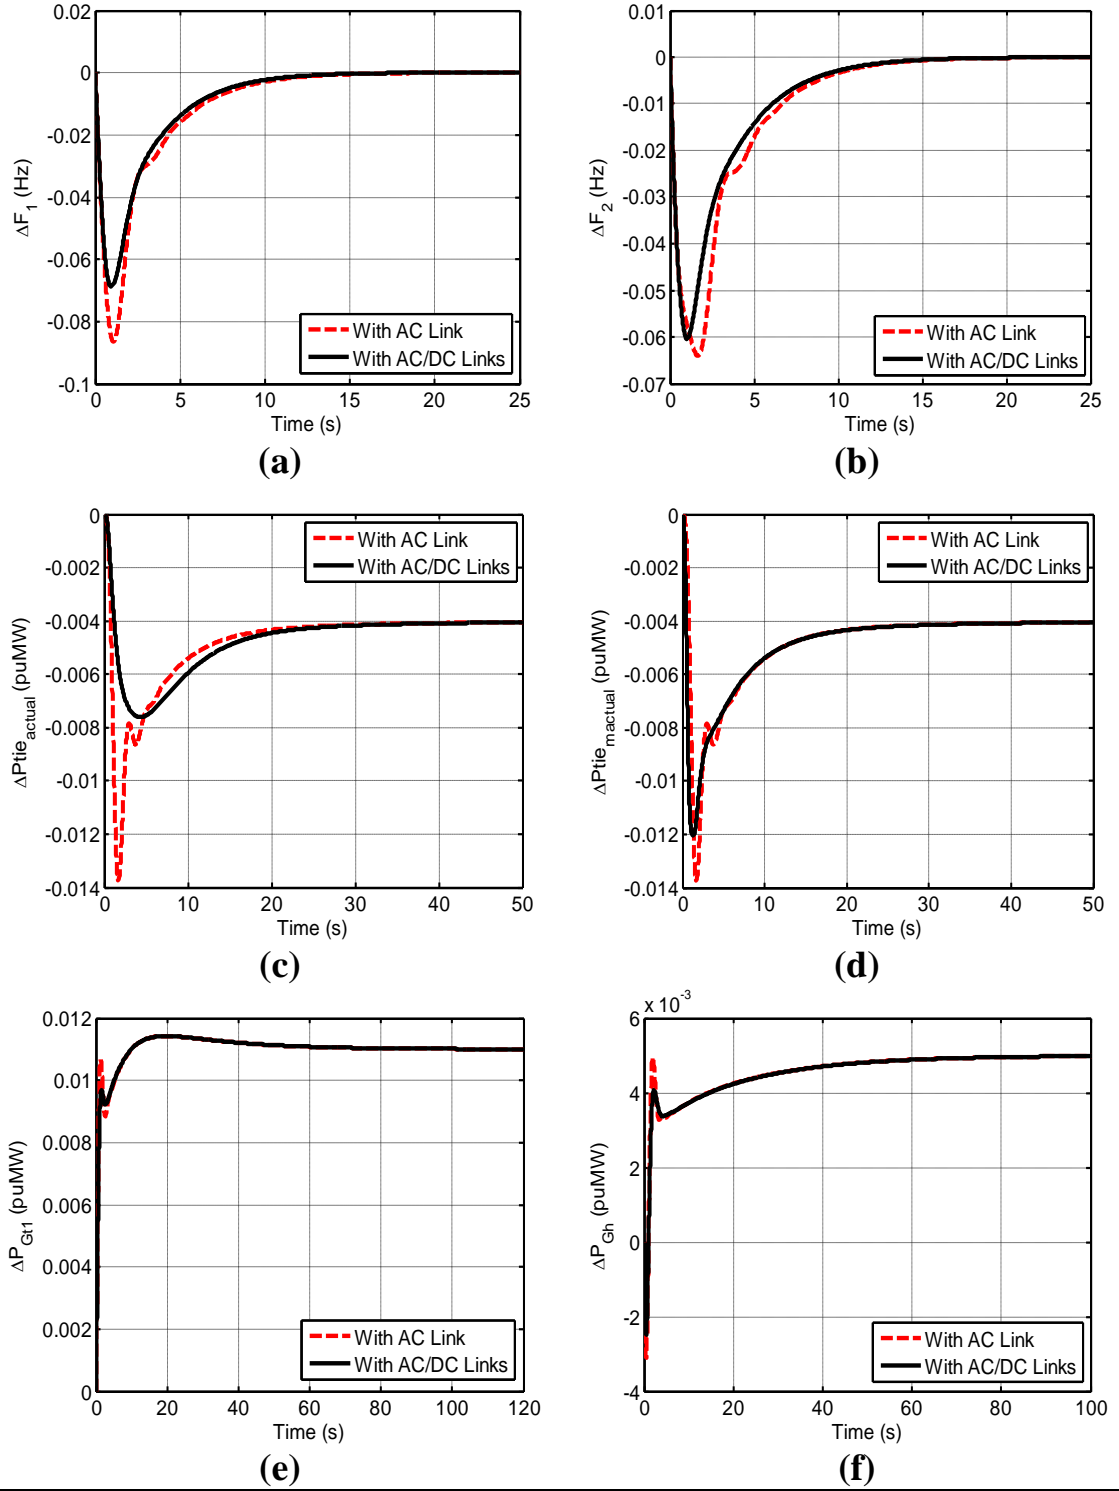 0.02
0
-0.02
-0.04
-0.06
-0.08
-0.1
ΔF1 (Hz)
With AC Link
With AC/DC Links
0 5 10 15 20 25
Time (s)
(a)
0.01
0
-0.01
-0.02
-0.03
-0.04
-0.05
-0.06
-0.07
ΔF2 (Hz)
With AC Link
With AC/DC Links
0 5 10 15 20 25
Time (s)
(b)
0
-0.002
-0.004
-0.006
-0.008
-0.01
-0.012
-0.014
ΔPtieactual (puMW)
With AC Link
With AC/DC Links
0 10 20 30 40 50
Time (s)
(c)
0
-0.002
-0.004
-0.006
-0.008
-0.01
-0.012
-0.014
ΔPtiemactual (puMW)
With AC Link
With AC/DC Links
0 10 20 30 40 50
Time (s)
(d)
0.012
0.01
0.008
0.006
0.004
0.002
0
ΔPGt1 (puMW)
With AC Link
With AC/DC Links
0 20 40 60 80 100 120
Time (s)
(e)
x 10-3
6
4
2
0
-2
-4
ΔPGh (puMW)
With AC Link
With AC/DC Links
0 20 40 60 80 100
Time (s)
(f)